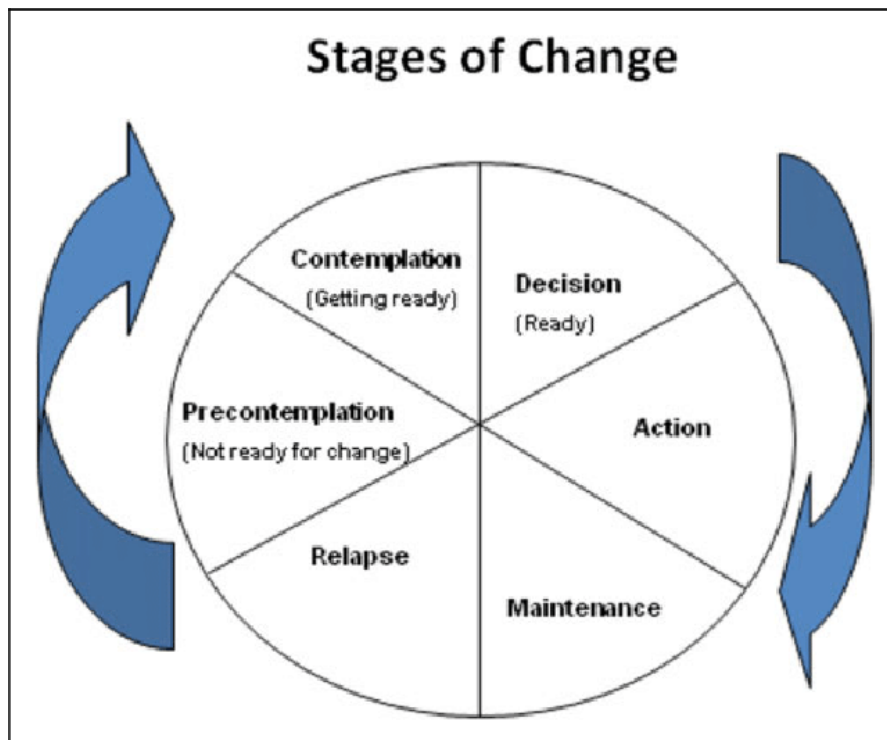 Stages of Change
Contemplation
(Getting ready)
Decision
(Ready)
Precontemplation
(Not ready for change)
Action
Relapse
Maintenance